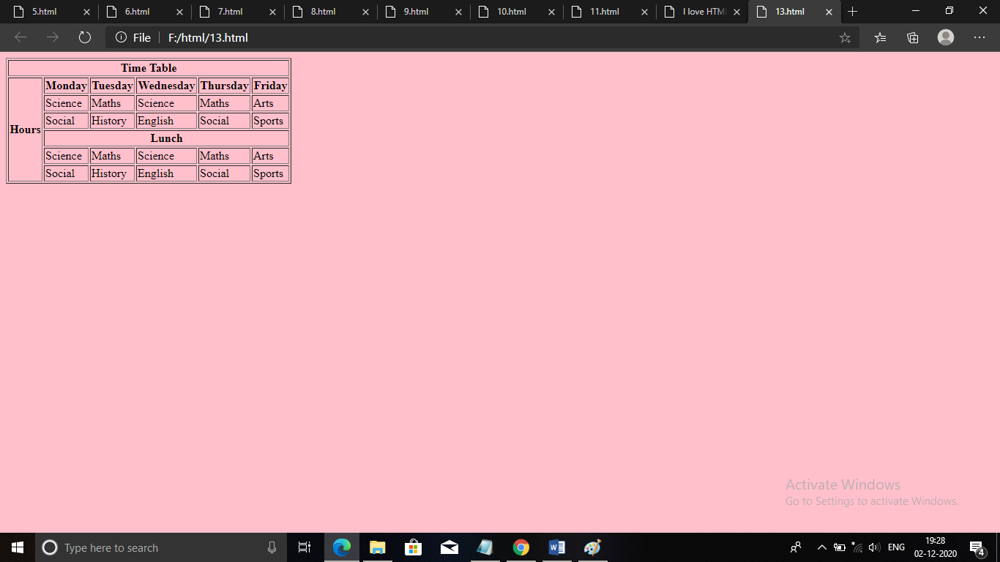 5.html 6.html 7.html 8.html 9.html 10.html 11.html I love HTM 13.html
File F:/html/13.html
Time Table
Hours
Monday Tuesday Wednesday Thursday Friday
Science Maths Science Maths Arts
Social History English Social Sports
Lunch
Science Maths Science Maths Arts
Social History English Social Sports
Activate Windows
Go to Settings to activate Windows.
Type here to search
W
ENG
19:28
02-12-2020
4